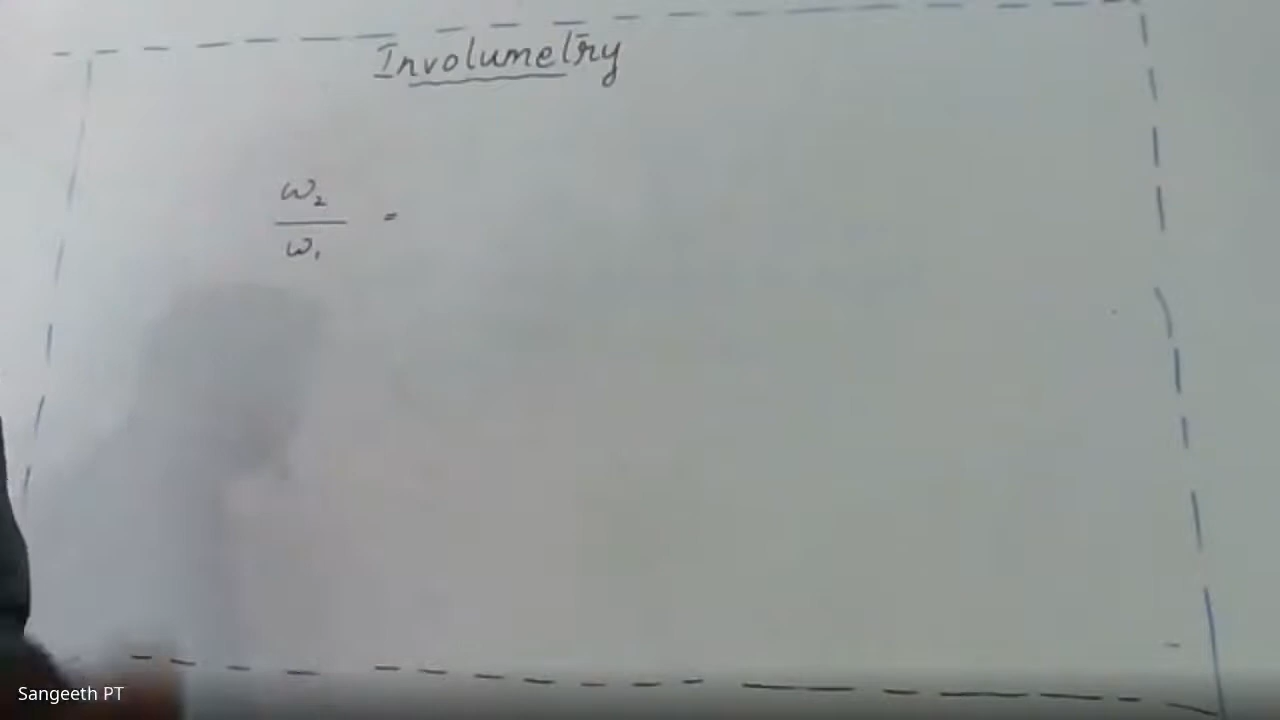 Involumetry
ω₂
ω₁ =
Sangeeth PT